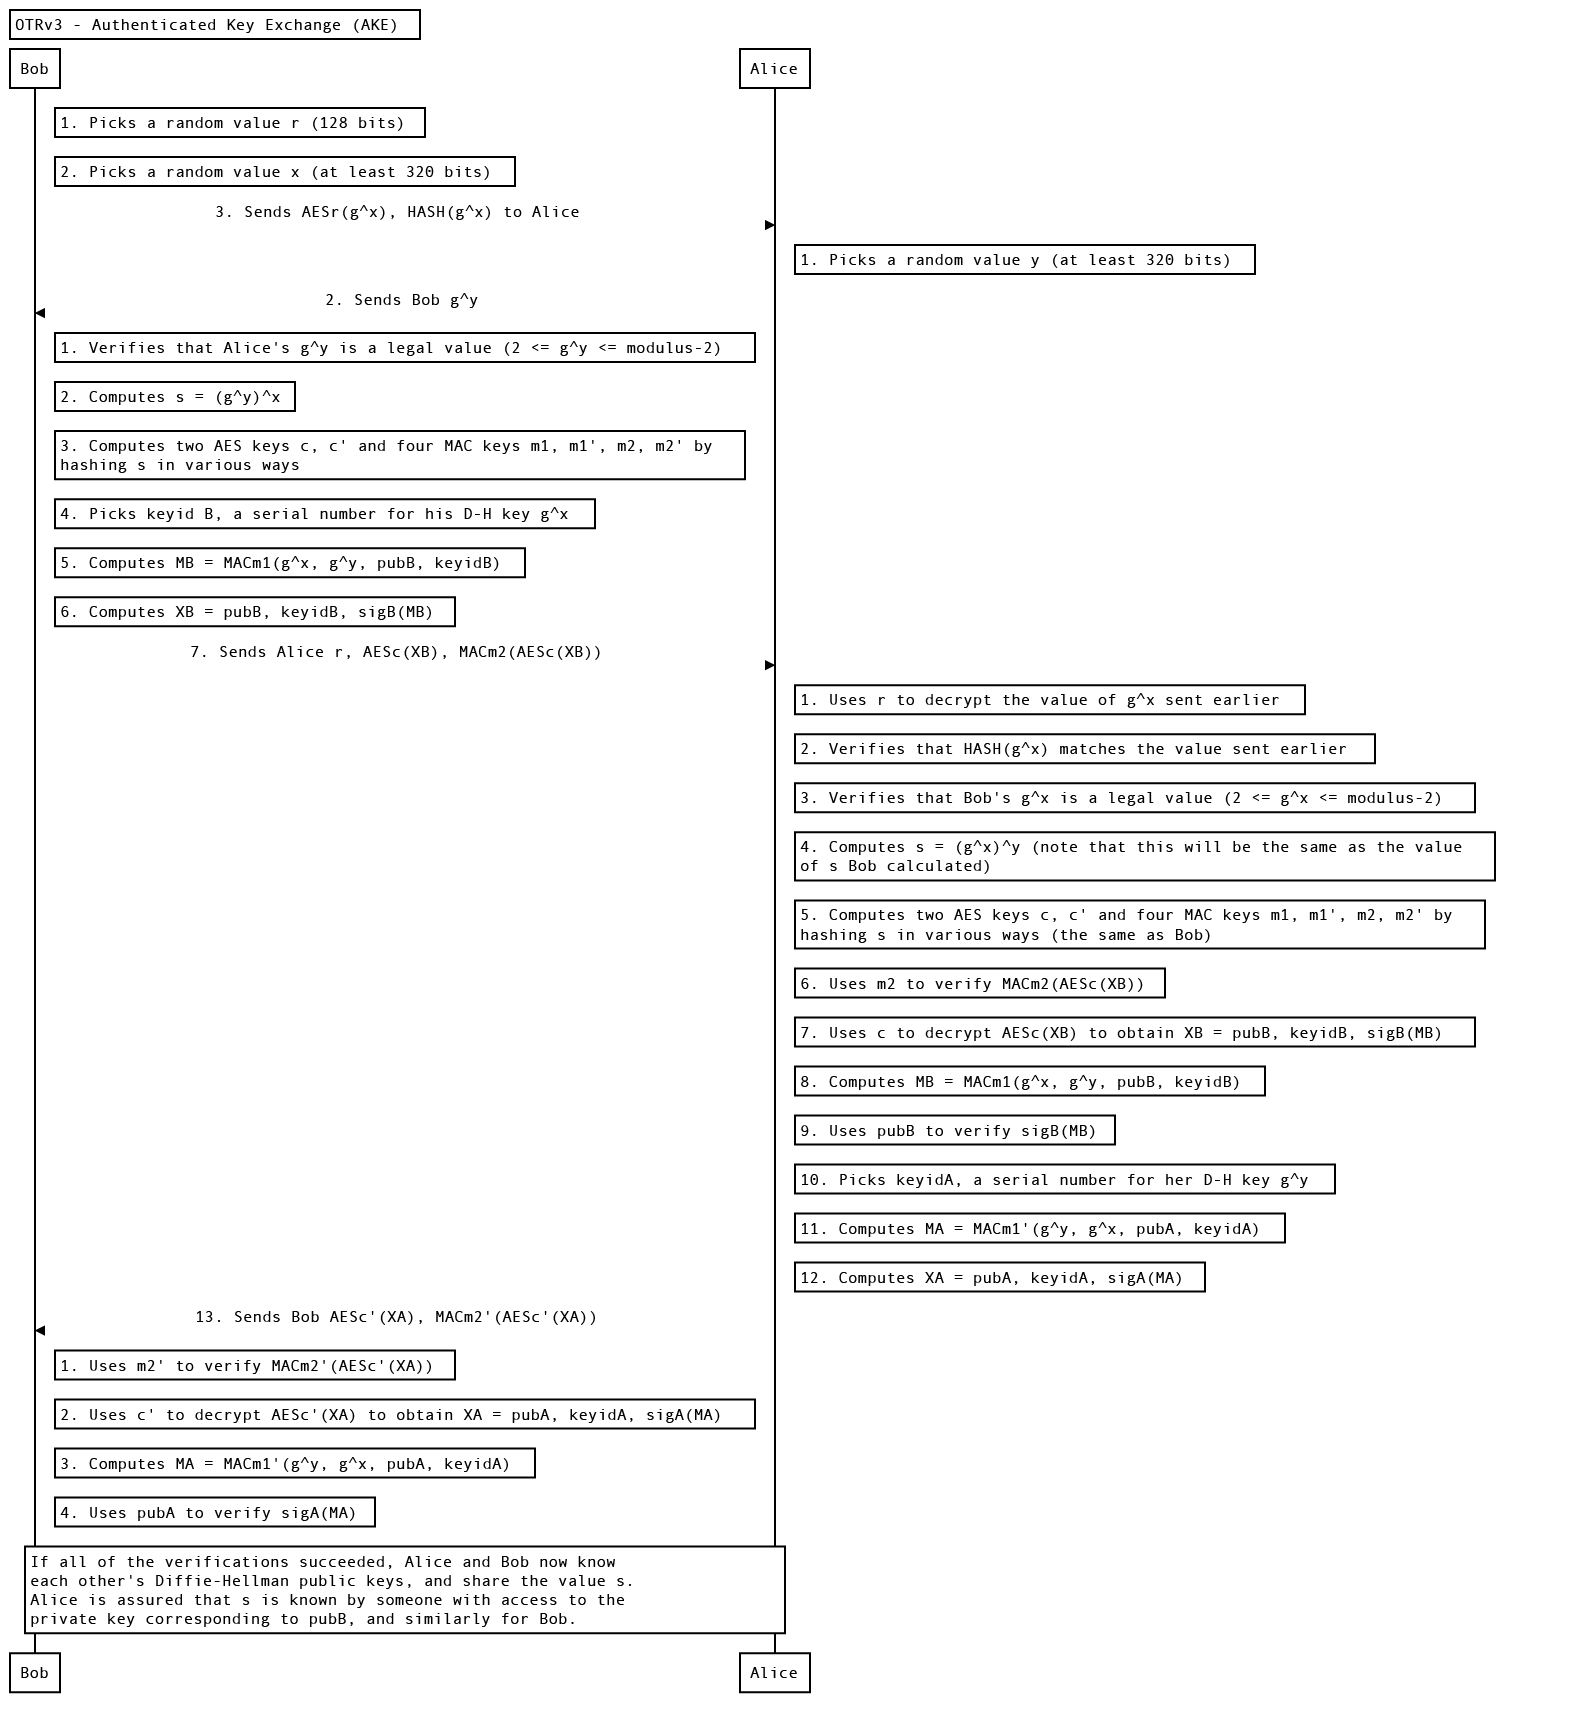 OTRv3 - Authenticated Key Exchange (AKE)
Bob
Alice
1. Picks a random value r (128 bits)
2. Picks a random value x (at least 320 bits)
3. Sends AESr(g^x), HASH(g^x) to Alice
1. Picks a random value y (at least 320 bits)
2. Sends Bob g^y
1. Verifies that Alice's g^y is a legal value (2 <= g^y <= modulus-2)
2. Computes s = (g^y)^x
3. Computes two AES keys c, c' and four MAC keys m1, m1', m2, m2' by
hashing s in various ways
4. Picks keyid B, a serial number for his D-H key g^x
5. Computes MB = MACm1(g^x, g^y, pubB, keyidB)
6. Computes XB = pubB, keyidB, sigB(MB)
7. Sends Alice r, AESc(XB), MACm2(AESc(XB))
1. Uses r to decrypt the value of g^x sent earlier
2. Verifies that HASH(g^x) matches the value sent earlier
3. Verifies that Bob's g^x is a legal value (2 <= g^x <= modulus-2)
4. Computes s = (g^x)^y (note that this will be the same as the value
of s Bob calculated)
5. Computes two AES keys c, c' and four MAC keys m1, m1', m2, m2' by
hashing s in various ways (the same as Bob)
6. Uses m2 to verify MACm2(AESc(XB))
7. Uses c to decrypt AESc(XB) to obtain XB = pubB, keyidB, sigB(MB)
8. Computes MB = MACm1(g^x, g^y, pubB, keyidB)
9. Uses pubB to verify sigB(MB)
10. Picks keyidA, a serial number for her D-H key g^y
11. Computes MA = MACm1'(g^y, g^x, pubA, keyidA)
12. Computes XA = pubA, keyidA, sigA(MA)
13. Sends Bob AESc'(XA), MACm2'(AESc'(XA))
1. Uses m2' to verify MACm2'(AESc'(XA))
2. Uses c' to decrypt AESc'(XA) to obtain XA = pubA, keyidA, sigA(MA)
3. Computes MA = MACm1'(g^y, g^x, pubA, keyidA)
4. Uses pubA to verify sigA(MA)
If all of the verifications succeeded, Alice and Bob now know
each other's Diffie-Hellman public keys, and share the value s.
Alice is assured that s is known by someone with access to the
private key corresponding to pubB, and similarly for Bob.
Bob
Alice